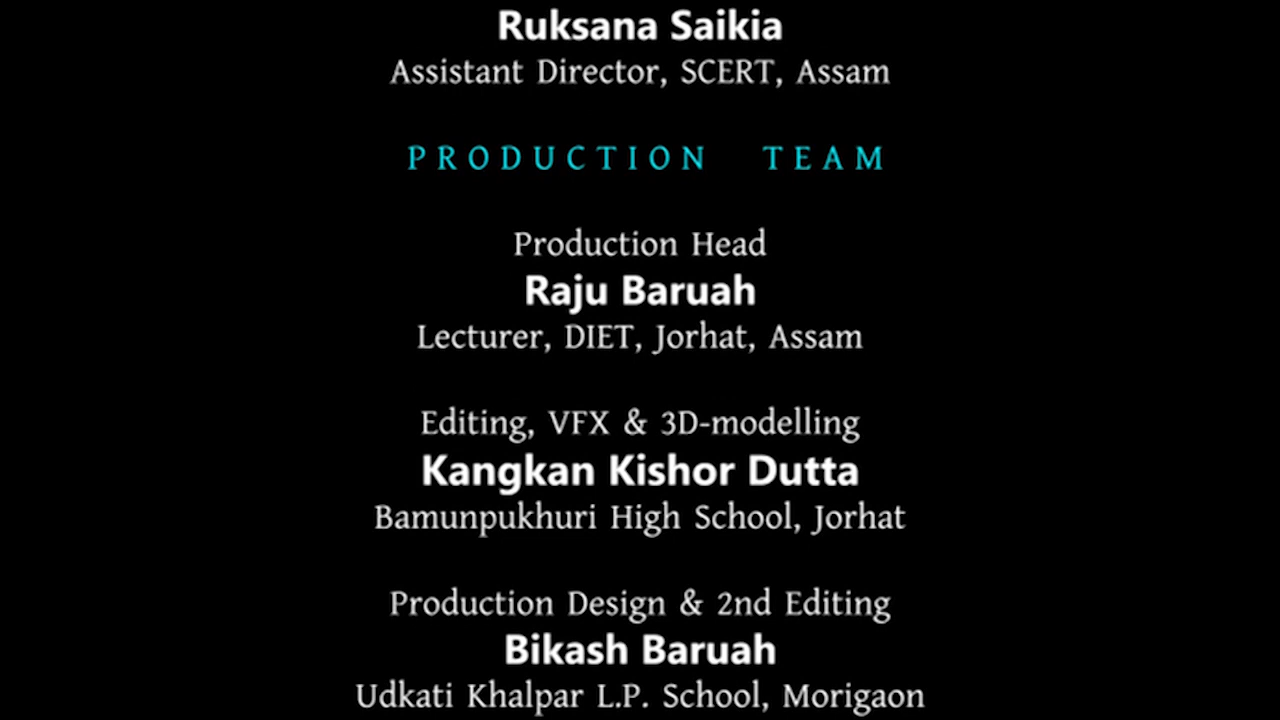 Ruksana Saikia
Assistant Director, SCERT, Assam
PRODUCTION TEAM
Production Head
Raju Baruah
Lecturer, DIET, Jorhat, Assam
Editing, VFX & 3D-modelling
Kangkan Kishor Dutta
Bamunpukhuri High School, Jorhat
Production Design & 2nd Editing
Bikash Baruah
Udkati Khalpar L.P. School, Morigaon